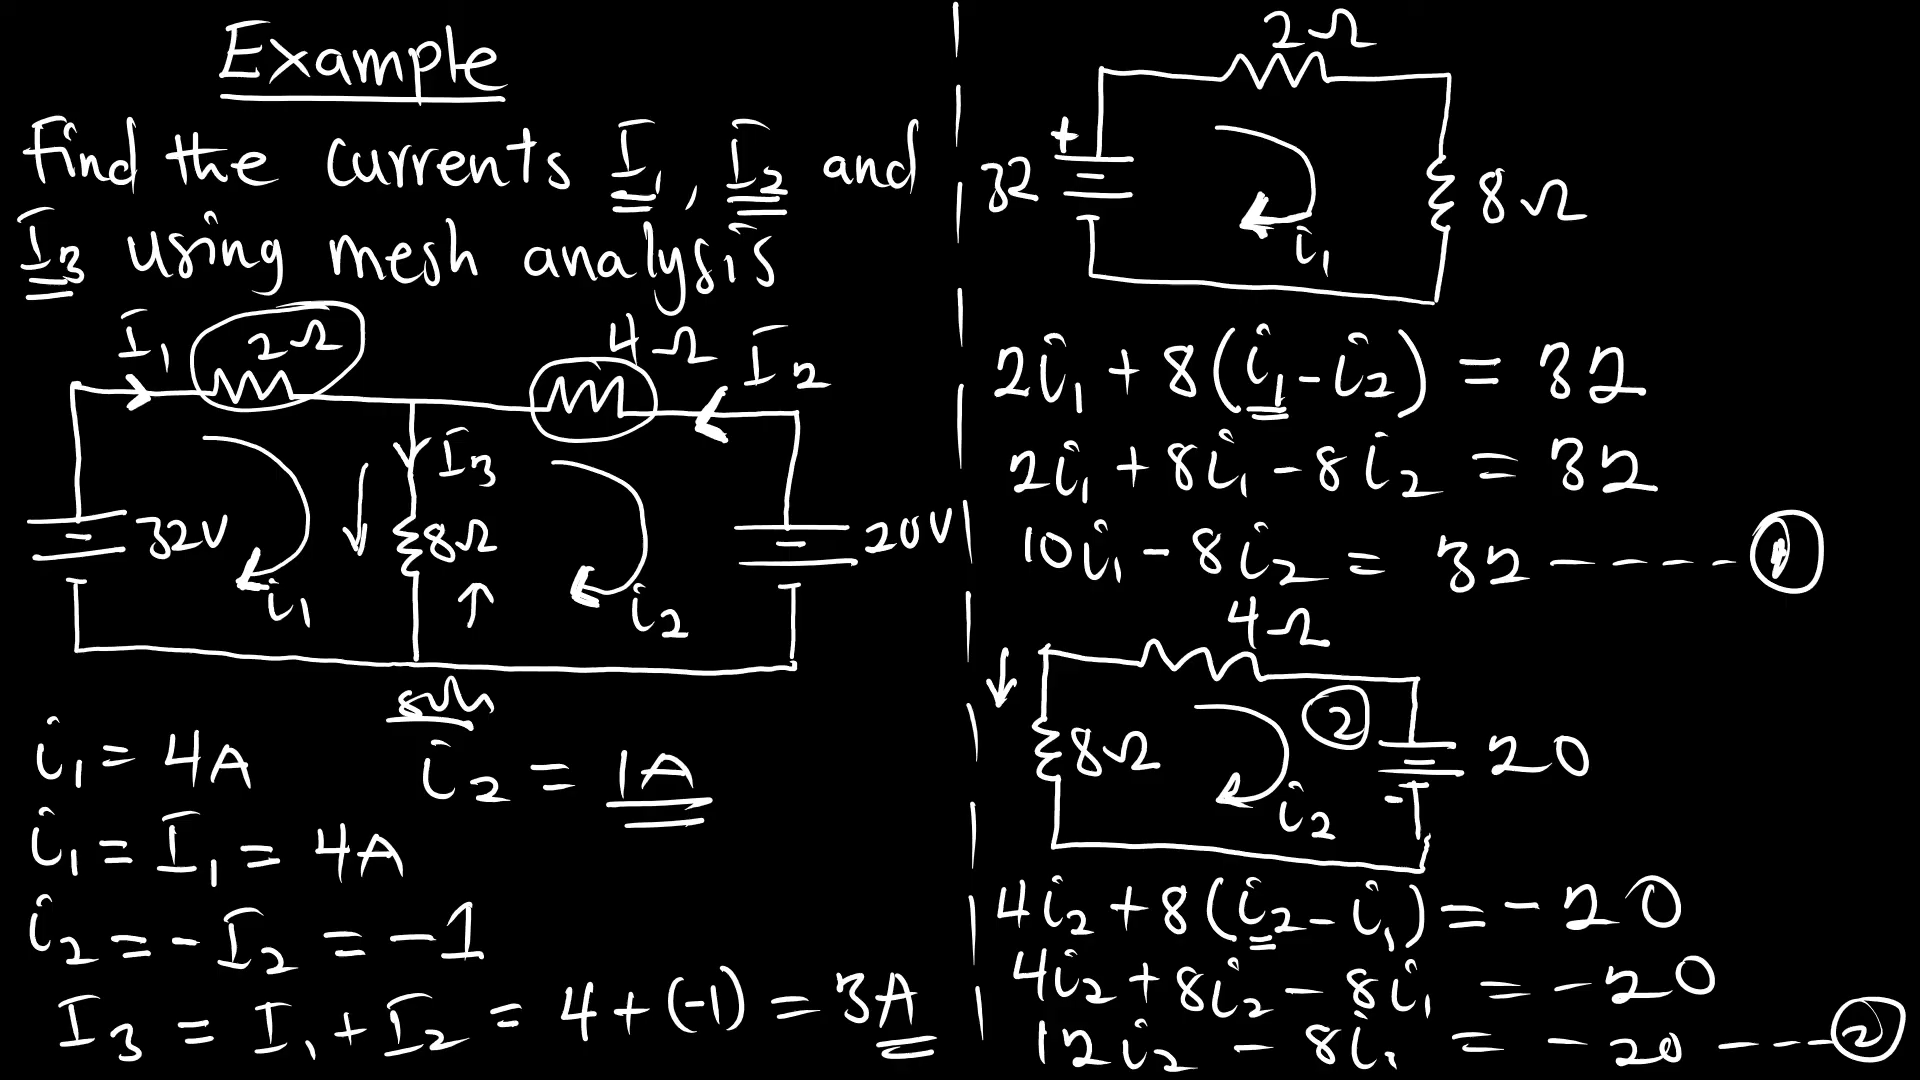 Example
Find the currents I₁, I₂ and
I₃ using mesh analysis
I₁ 2Ω 4Ω I₂
I₃
32V 8Ω 20V
i₁ i₂
i₁ = 4A i₂ = 1A
i₁ = I₁ = 4A
i₂ = -I₂ = -1
I₃ = I₁ + I₂ = 4 + (-1) = 3A
2Ω
+
32 8Ω
i₁
2i₁ + 8(i₁ - i₂) = 32
2i₁ + 8i₁ - 8i₂ = 32
10i₁ - 8i₂ = 32 ------ ①
4Ω
②
8Ω 20
-
i₂
4i₂ + 8(i₂ - i₁) = -20
4i₂ + 8i₂ - 8i₁ = -20
12i₂ - 8i₁ = -20 ---- ②